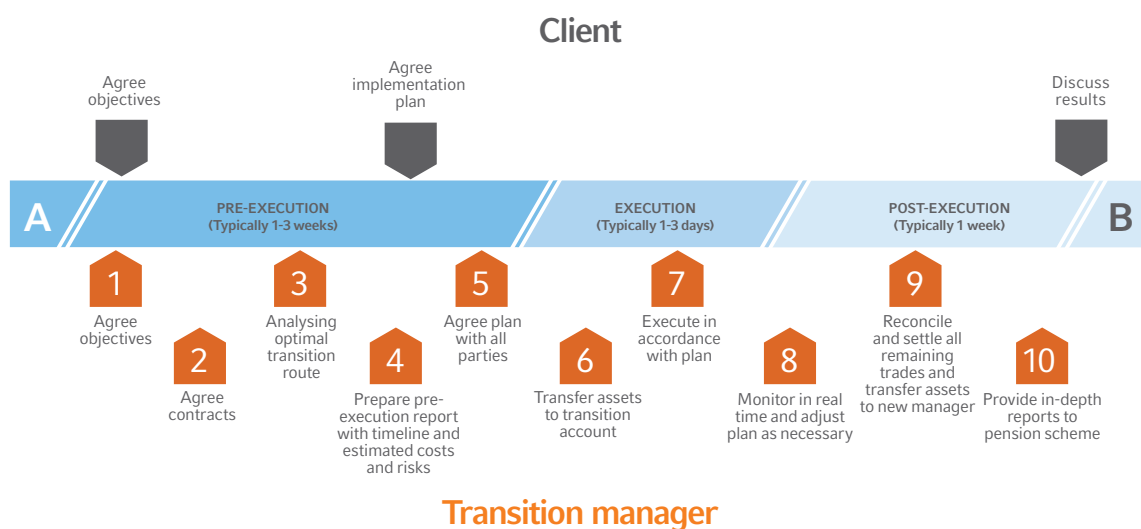 Client
Agree
objectives
Agree
implementation
plan
Discuss
results
A
PRE-EXECUTION
(Typically 1-3 weeks)
EXECUTION
(Typically 1-3 days)
POST-EXECUTION
(Typically 1 week)
B
1
Agree
objectives
2
Agree
contracts
3
Analysing
optimal
transition
route
4
Prepare pre-
execution report
with timeline and
estimated costs
and risks
5
Agree plan
with all
parties
6
Transfer assets
to transition
account
7
Execute in
accordance
with plan
8
Monitor in real
time and adjust
plan as necessary
9
Reconcile
and settle all
remaining
trades and
transfer assets
to new manager
10
Provide in-depth
reports to
pension scheme
Transition manager